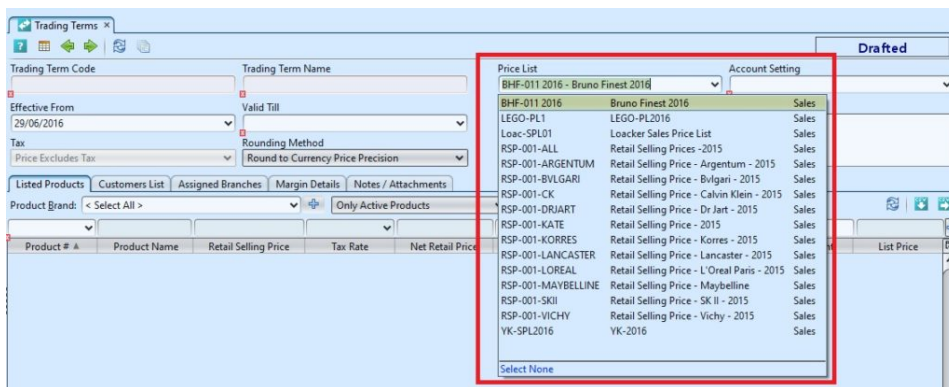 Trading Terms
Drafted
Trading Term Code Trading Term Name Price List Account Setting
BHF-011 2016 - Bruno Finest 2016
Effective From Valid Till
29/06/2016
Tax Rounding Method
Price Excludes Tax Round to Currency Price Precision
BHF-011 2016 Bruno Finest 2016 Sales
LEGO-PL1 LEGO-PL2016 Sales
Loac-SPL01 Loacker Sales Price List Sales
RSP-001-ALL Retail Selling Prices -2015 Sales
RSP-001-ARGENTUM Retail Selling Price - Argentum - 2015 Sales
RSP-001-BVLGARI Retail Selling Price - Bvlgari - 2015 Sales
RSP-001-CK Retail Selling Price - Calvin Klein - 2015 Sales
RSP-001-DRJART Retail Selling Price - Dr Jart - 2015 Sales
RSP-001-KATE Retail Selling Price - 2015 Sales
RSP-001-KORRES Retail Selling Price - Korres - 2015 Sales
RSP-001-LANCASTER Retail Selling Price - Lancaster - 2015 Sales
RSP-001-LOREAL Retail Selling Price - L'Oreal Paris - 2015 Sales
RSP-001-MAYBELLINE Retail Selling Price - Maybelline Sales
RSP-001-SKII Retail Selling Price - SK II - 2015 Sales
RSP-001-VICHY Retail Selling Price - Vichy - 2015 Sales
YK-SPL2016 YK-2016 Sales
Select None
Listed Products Customers List Assigned Branches Margin Details Notes / Attachments
Product Brand: < Select All > Only Active Products
Product # Product Name Retail Selling Price Tax Rate Net Retail Price List Price